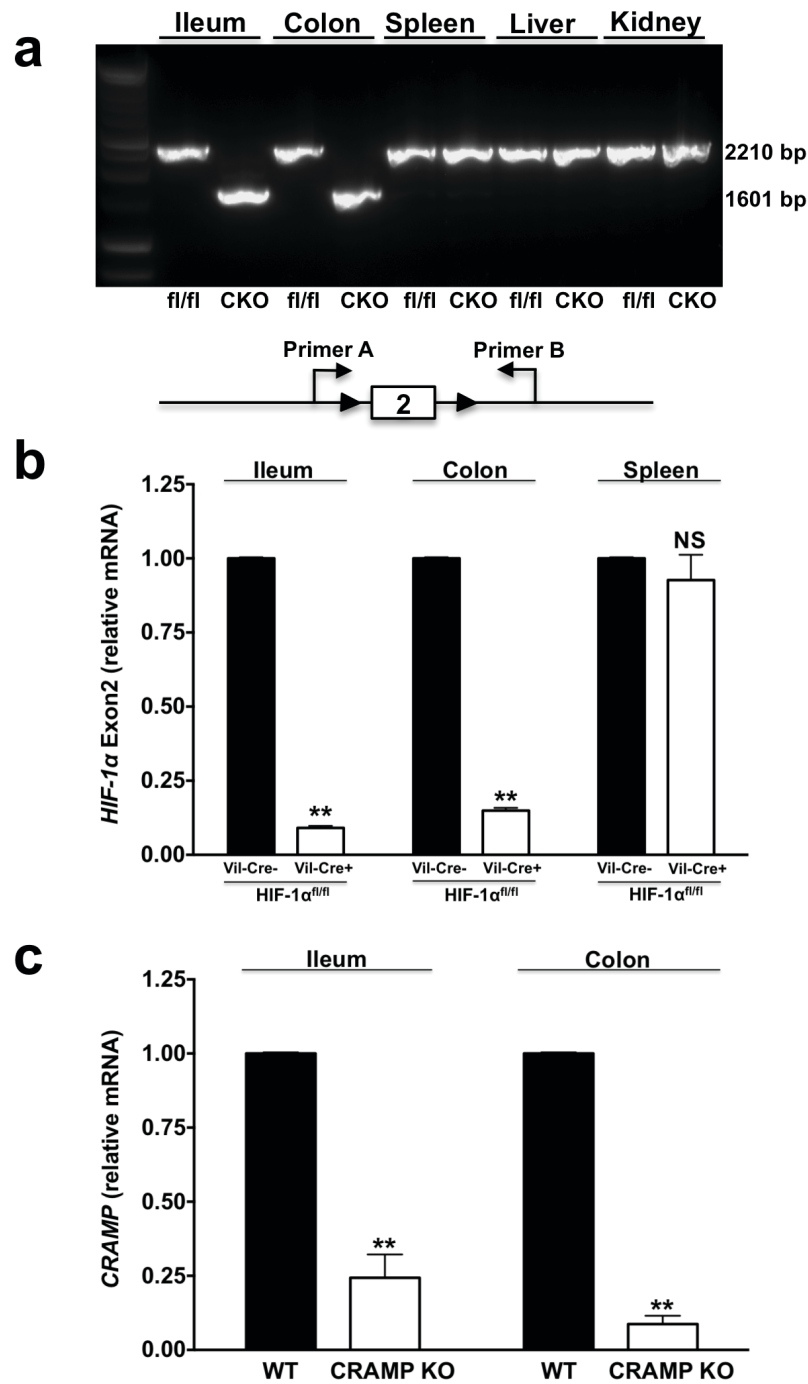 a
Ileum Colon Spleen Liver Kidney
2210 bp
1601 bp
fl/fl CKO fl/fl CKO fl/fl CKO fl/fl CKO fl/fl CKO
Primer A Primer B
2
b
Ileum Colon Spleen
HIF-1α Exon2 (relative mRNA)
1.25
1.00
0.75
0.50
0.25
0.00
** ** NS
Vil-Cre- Vil-Cre+ Vil-Cre- Vil-Cre+ Vil-Cre- Vil-Cre+
HIF-1αfl/fl HIF-1αfl/fl HIF-1αfl/fl
c
Ileum Colon
CRAMP (relative mRNA)
1.25
1.00
0.75
0.50
0.25
0.00
** **
WT CRAMP KO WT CRAMP KO